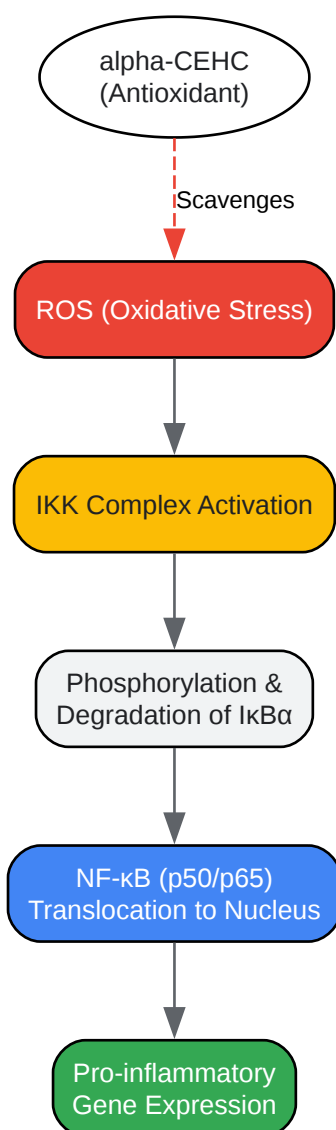 alpha-CEHC
(Antioxidant)
Scavenges
ROS (Oxidative Stress)
IKK Complex Activation
Phosphorylation &
Degradation of IκBα
NF-κB (p50/p65)
Translocation to Nucleus
Pro-inflammatory
Gene Expression